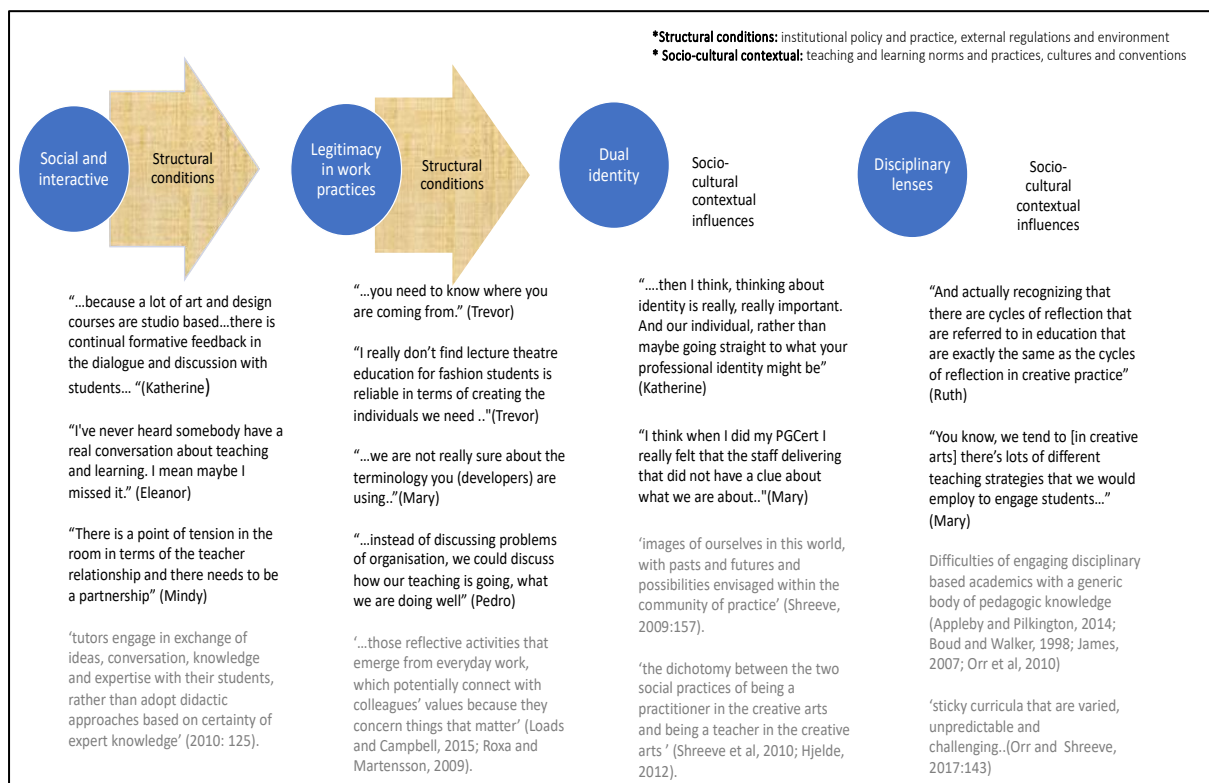 *Structural conditions: institutional policy and practice, external regulations and environment
* Socio-cultural contextual: teaching and learning norms and practices, cultures and conventions
Social and
interactive
Structural
conditions
Legitimacy
in work
practices
Structural
conditions
Dual
identity
Socio-
cultural
contextual
influences
Disciplinary
lenses
Socio-
cultural
contextual
influences
“...because a lot of art and design
courses are studio based...there is
continual formative feedback in
the dialogue and discussion with
students... “(Katherine)
“I've never heard somebody have a
real conversation about teaching
and learning. I mean maybe I
missed it.” (Eleanor)
“There is a point of tension in the
room in terms of the teacher
relationship and there needs to be
a partnership” (Mindy)
‘tutors engage in exchange of
ideas, conversation, knowledge
and expertise with their students,
rather than adopt didactic
approaches based on certainty of
expert knowledge’ (2010: 125).
“...you need to know where you
are coming from.” (Trevor)
“I really don’t find lecture theatre
education for fashion students is
reliable in terms of creating the
individuals we need .."(Trevor)
“...we are not really sure about the
terminology you (developers) are
using..”(Mary)
“...instead of discussing problems
of organisation, we could discuss
how our teaching is going, what
we are doing well” (Pedro)
‘...those reflective activities that
emerge from everyday work,
which potentially connect with
colleagues’ values because they
concern things that matter’ (Loads
and Campbell, 2015; Roxa and
Martensson, 2009).
“....then I think, thinking about
identity is really, really important.
And our individual, rather than
maybe going straight to what your
professional identity might be”
(Katherine)
“I think when I did my PGCert I
really felt that the staff delivering
that did not have a clue about
what we are about.."(Mary)
‘images of ourselves in this world,
with pasts and futures and
possibilities envisaged within the
community of practice’ (Shreeve,
2009:157).
‘the dichotomy between the two
social practices of being a
practitioner in the creative arts
and being a teacher in the creative
arts ’ (Shreeve et al, 2010; Hjelde,
2012).
“And actually recognizing that
there are cycles of reflection that
are referred to in education that
are exactly the same as the cycles
of reflection in creative practice”
(Ruth)
“You know, we tend to [in creative
arts] there’s lots of different
teaching strategies that we would
employ to engage students...”
(Mary)
Difficulties of engaging disciplinary
based academics with a generic
body of pedagogic knowledge
(Appleby and Pilkington, 2014;
Boud and Walker, 1998; James,
2007; Orr et al, 2010)
‘sticky curricula that are varied,
unpredictable and
challenging..(Orr and Shreeve,
2017:143)